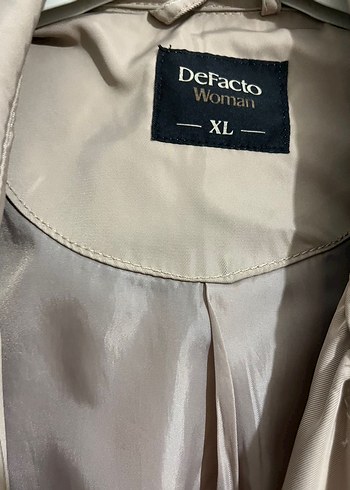 DeFacto
Woman
— XL —